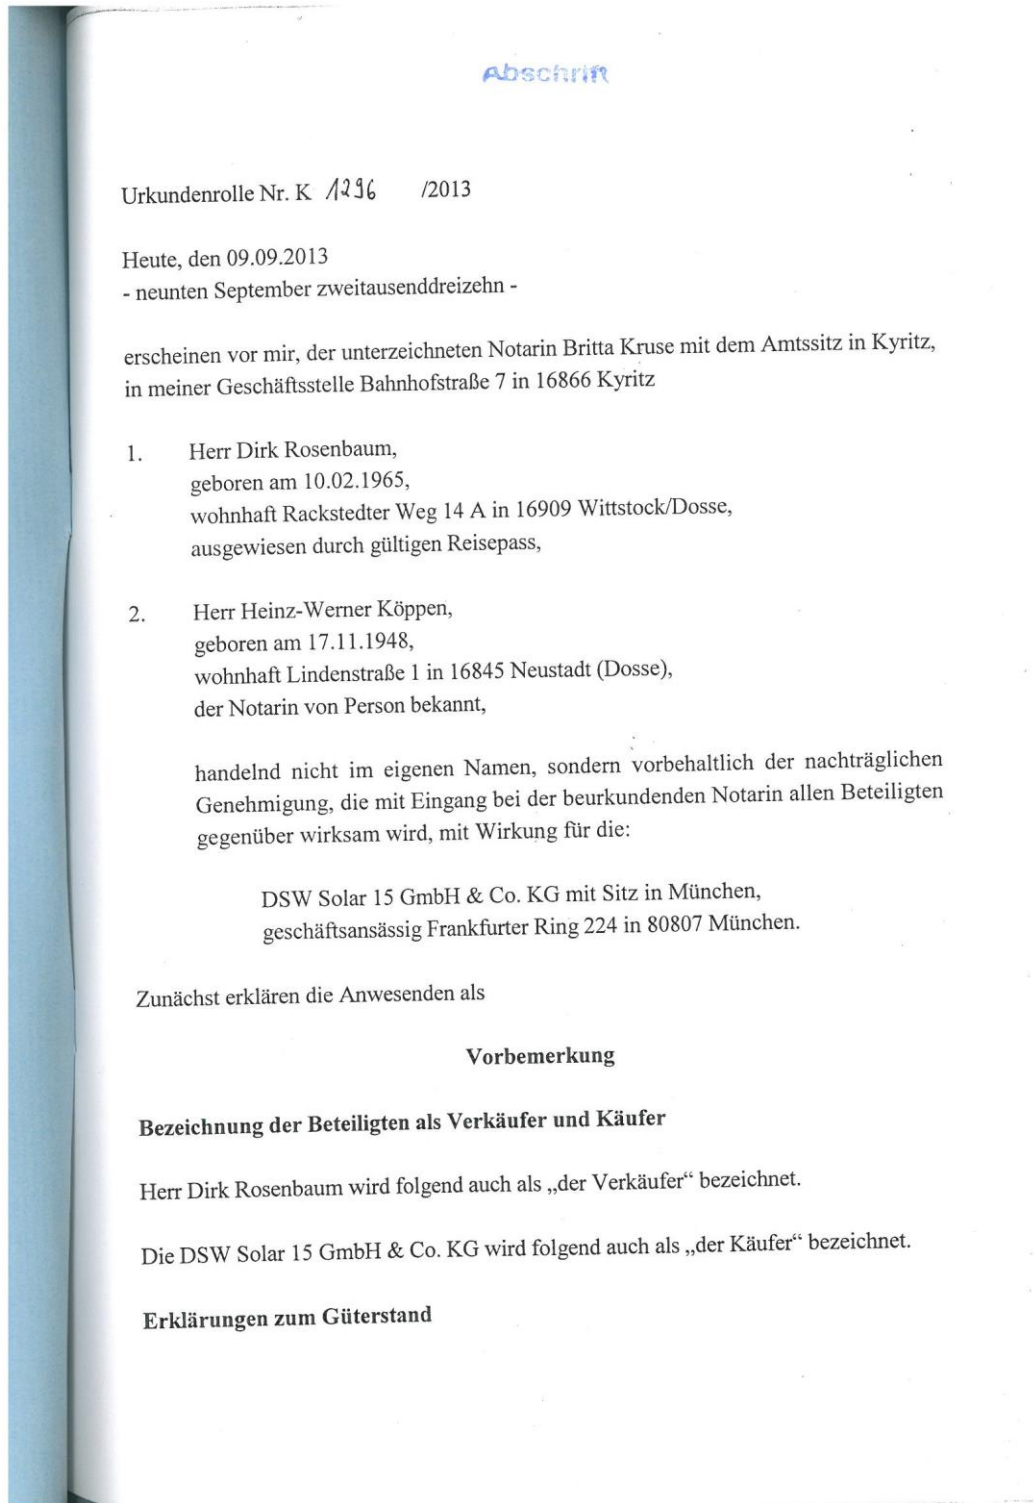 Abschrift
Urkundenrolle Nr. K 1296 /2013
Heute, den 09.09.2013
- neunten September zweitausenddreizehn -
erscheinen vor mir, der unterzeichneten Notarin Britta Kruse mit dem Amtssitz in Kyritz,
in meiner Geschäftsstelle Bahnhofstraße 7 in 16866 Kyritz
1. Herr Dirk Rosenbaum,
geboren am 10.02.1965,
wohnhaft Rackstedter Weg 14 A in 16909 Wittstock/Dosse,
ausgewiesen durch gültigen Reisepass,
2. Herr Heinz-Werner Köppen,
geboren am 17.11.1948,
wohnhaft Lindenstraße 1 in 16845 Neustadt (Dosse),
der Notarin von Person bekannt,
handelnd nicht im eigenen Namen, sondern vorbehaltlich der nachträglichen
Genehmigung, die mit Eingang bei der beurkundenden Notarin allen Beteiligten
gegenüber wirksam wird, mit Wirkung für die:
DSW Solar 15 GmbH & Co. KG mit Sitz in München,
geschäftsansässig Frankfurter Ring 224 in 80807 München.
Zunächst erklären die Anwesenden als
Vorbemerkung
Bezeichnung der Beteiligten als Verkäufer und Käufer
Herr Dirk Rosenbaum wird folgend auch als „der Verkäufer“ bezeichnet.
Die DSW Solar 15 GmbH & Co. KG wird folgend auch als „der Käufer“ bezeichnet.
Erklärungen zum Güterstand